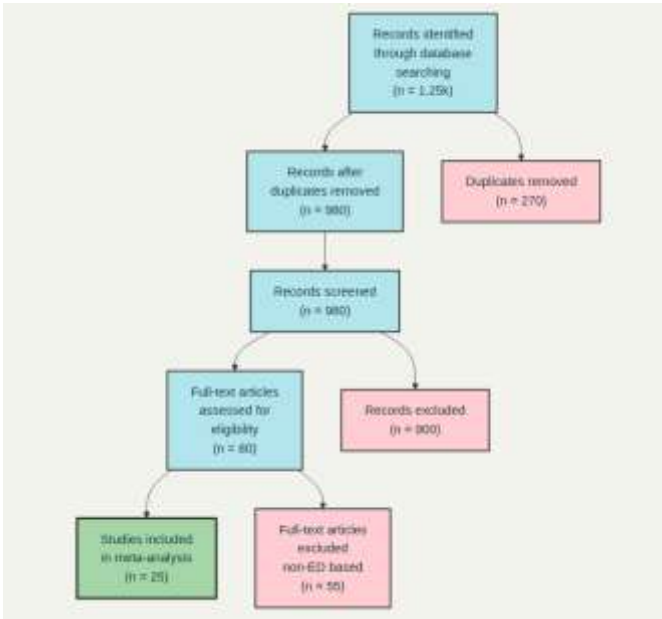 Records identified
through database
searching
(n = 1.25k)
Records after
duplicates removed
(n = 980)
Duplicates removed
(n = 270)
Records screened
(n = 980)
Full-text articles
assessed for
eligibility
(n = 80)
Records excluded
(n = 900)
Studies included
in meta-analysis
(n = 25)
Full-text articles
excluded
non-ED based
(n = 55)